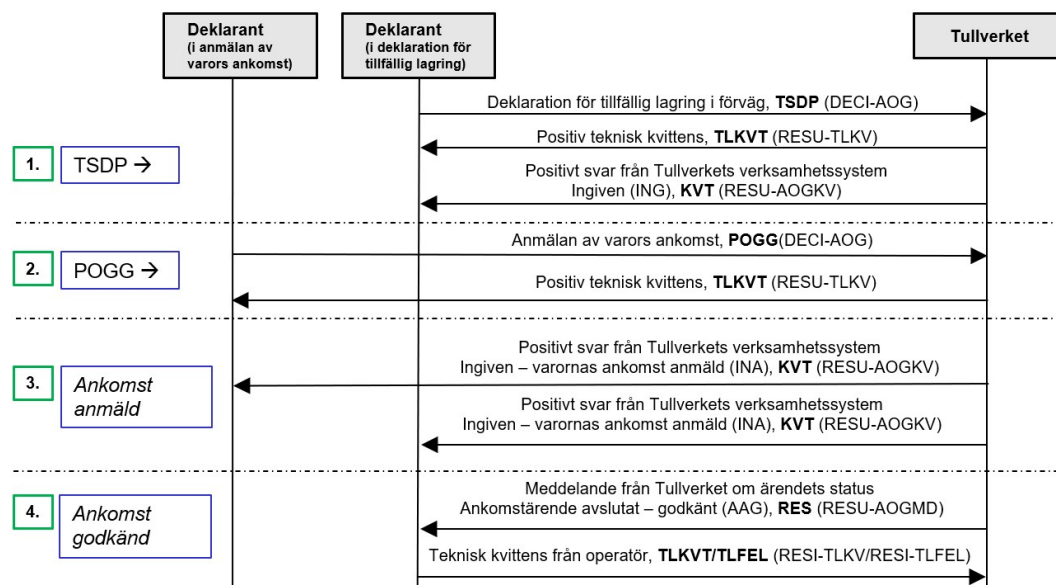 Deklarant
(i anmälan av
varors ankomst)
Deklarant
(i deklaration för
tillfällig lagring)
Tullverket
Deklaration för tillfällig lagring i förväg, TSDP (DECI-AOG)
Positiv teknisk kvittens, TLKVT (RESU-TLKV)
1.
TSDP →
Positivt svar från Tullverkets verksamhetssystem
Ingiven (ING), KVT (RESU-AOGKV)
Anmälan av varors ankomst, POGG(DECI-AOG)
2.
POGG →
Positiv teknisk kvittens, TLKVT (RESU-TLKV)
Positivt svar från Tullverkets verksamhetssystem
Ingiven – varornas ankomst anmäld (INA), KVT (RESU-AOGKV)
3.
Ankomst
anmäld
Positivt svar från Tullverkets verksamhetssystem
Ingiven – varornas ankomst anmäld (INA), KVT (RESU-AOGKV)
Meddelande från Tullverket om ärendets status
Ankomstärende avslutat – godkänt (AAG), RES (RESU-AOGMD)
4.
Ankomst
godkänd
Teknisk kvittens från operatör, TLKVT/TLFEL (RESI-TLKV/RESI-TLFEL)